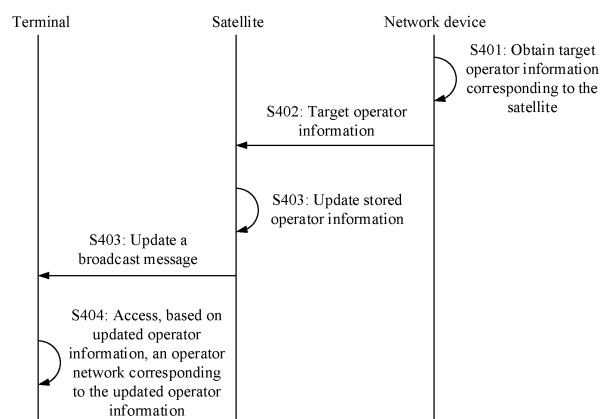 Terminal
Satellite
Network device
S401: Obtain target
operator information
corresponding to the
satellite
S402: Target operator
information
S403: Update stored
operator information
S403: Update a
broadcast message
S404: Access, based on
updated operator
information, an operator
network corresponding
to the updated operator
information